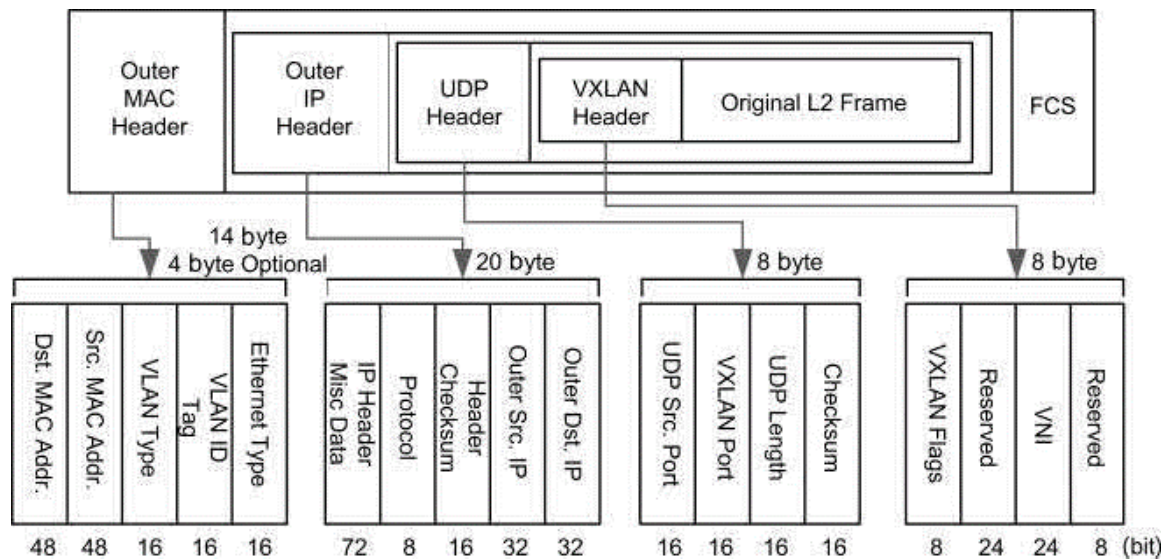 Outer
MAC
Header
Outer
IP
Header
UDP
Header
VXLAN
Header
Original L2 Frame
FCS
14 byte
4 byte Optional
20 byte
8 byte
8 byte
Dst. MAC Addr.
Src. MAC Addr.
VLAN Type
VLAN ID
Tag
Ethernet Type
IP Header
Misc Data
Protocol
Header
Checksum
Outer Src. IP
Outer Dst. IP
UDP Src. Port
VXLAN Port
UDP Length
Checksum
VXLAN Flags
Reserved
VNI
Reserved
48 48 16 16 16 72 8 16 32 32 16 16 16 16 8 24 24 8 (bit)